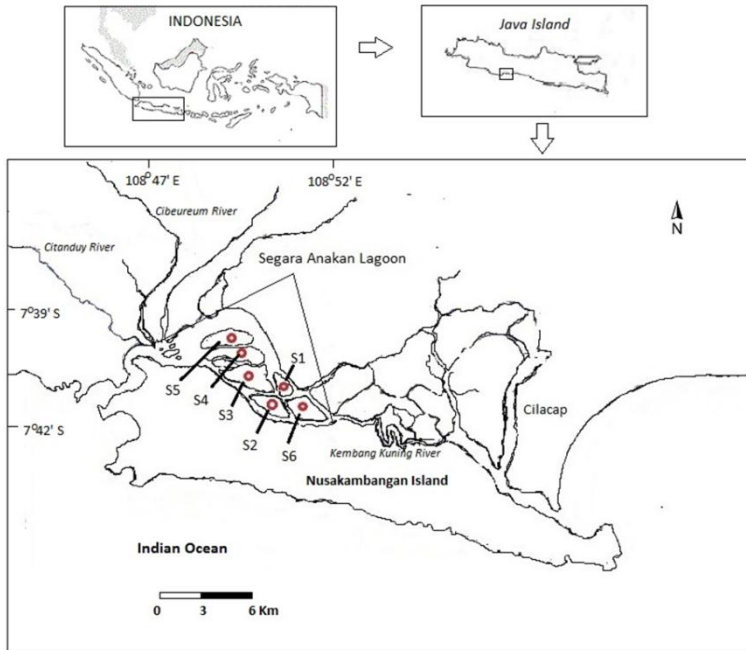 INDONESIA
Java Island
108°47' E
108°52' E
Cibeureum River
Citanduy River
N
Segara Anakan Lagoon
7°39' S
S1
S5
S4
S3
Cilacap
7°42' S
S2
S6
Kembang Kuning River
Nusakambangan Island
Indian Ocean
0 3 6 Km